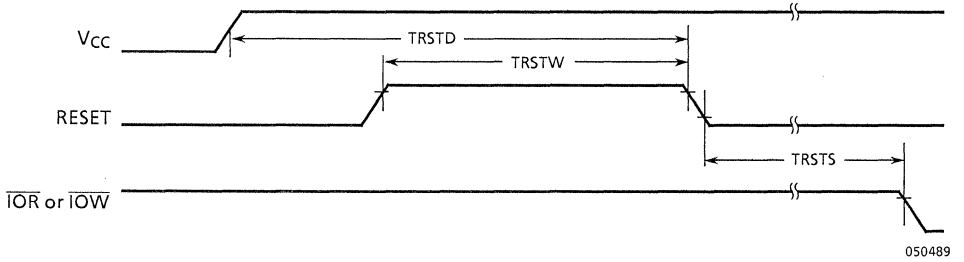 VCC
TRSTD
TRSTW
RESET
TRSTS
IOR or IOW
050489